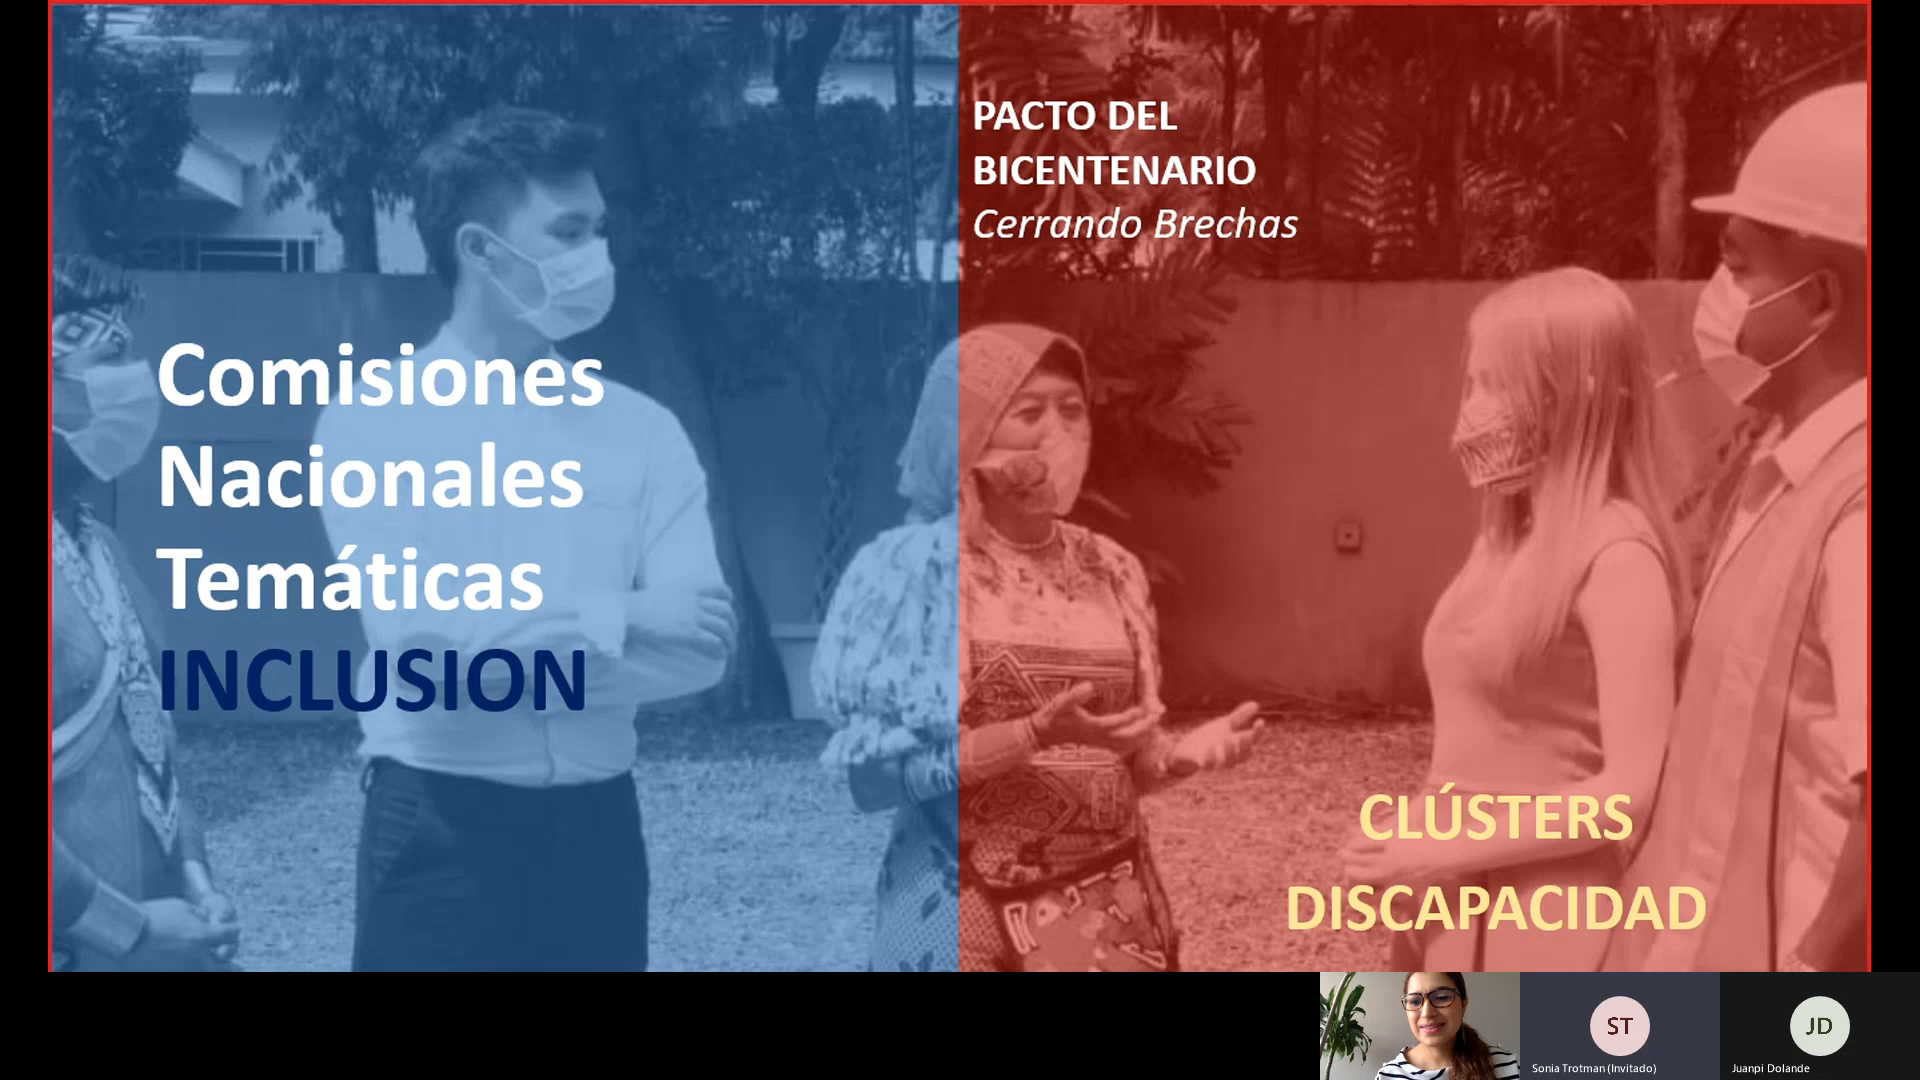 Comisiones
Nacionales
Temáticas
INCLUSION
PACTO DEL
BICENTENARIO
Cerrando Brechas
CLÚSTERS
DISCAPACIDAD
ST
Sonia Trotman (Invitado)
JD
Juanpi Dolande